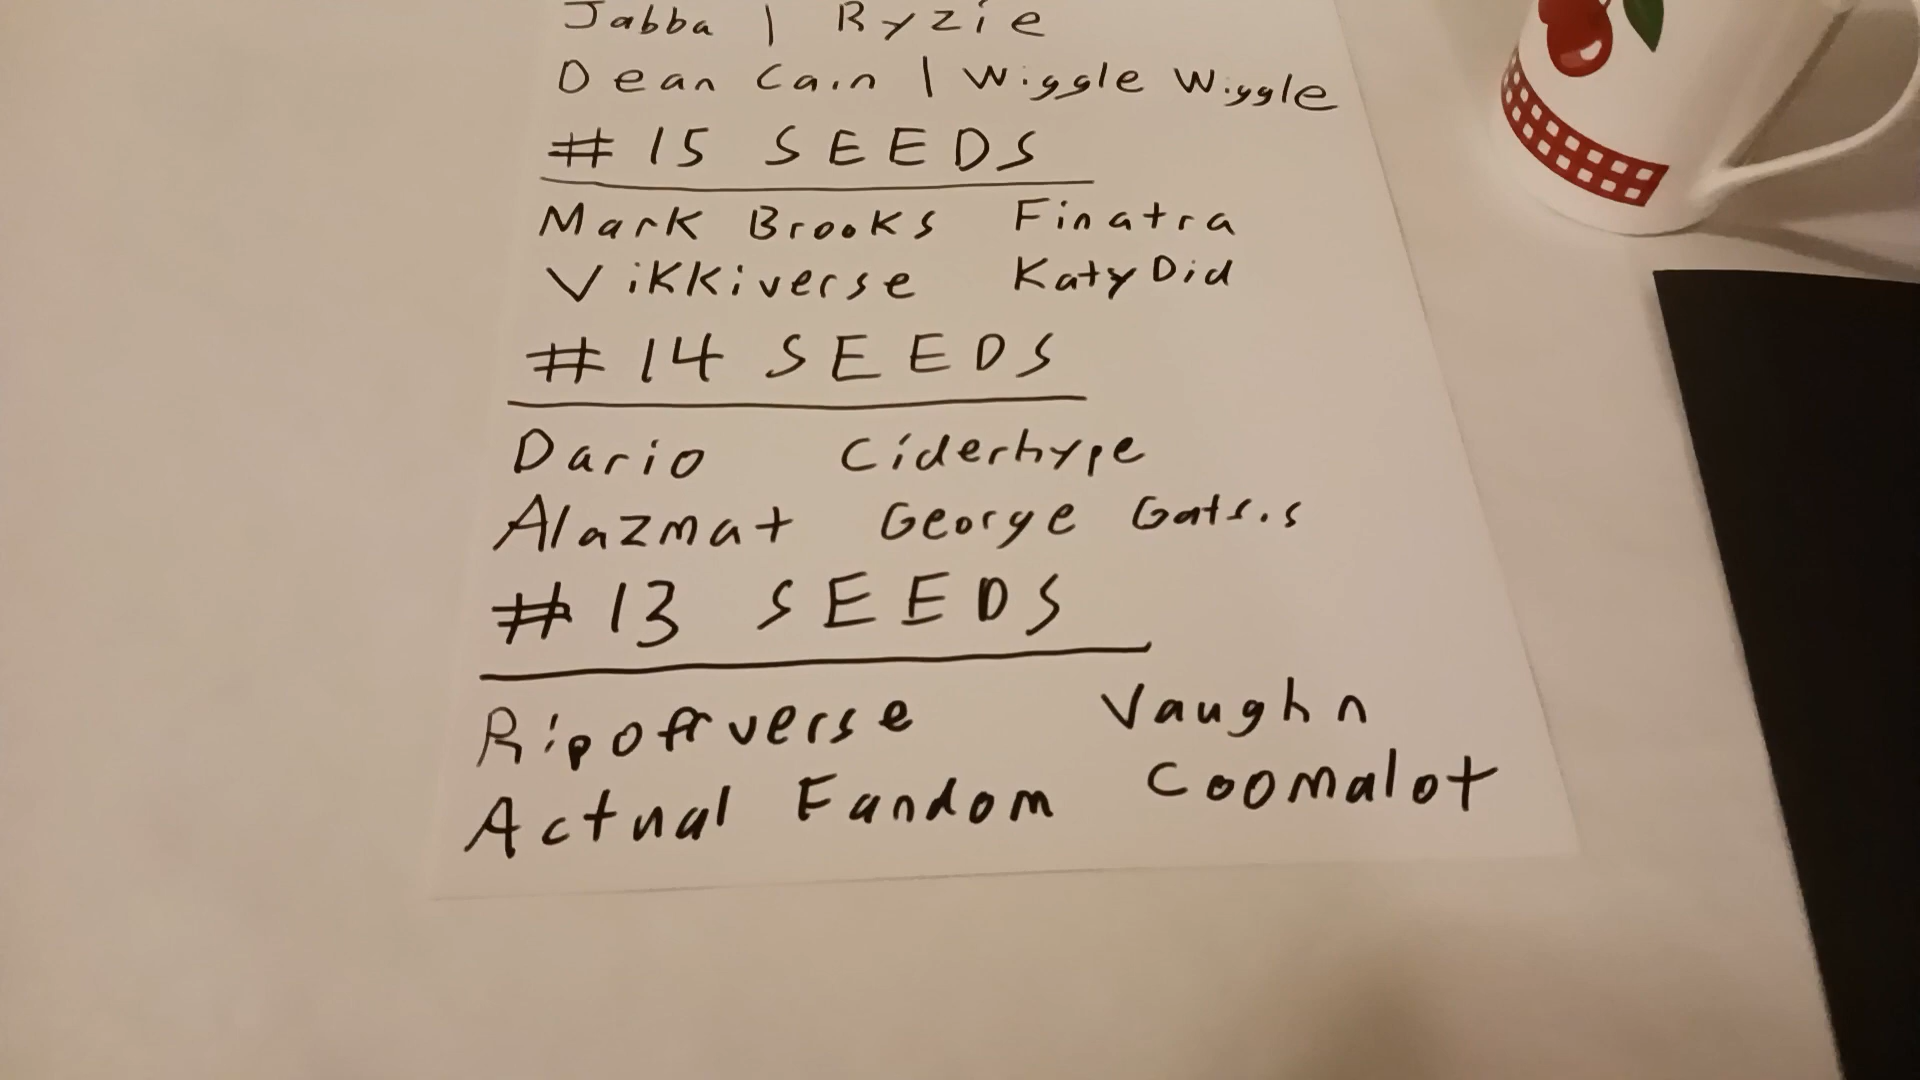 Jabba | Ryzie
Dean Cain | Wiggle Wiggle
# 15 SEEDS
Mark Brooks Finatra
Vikkiverse KatyDid
# 14 SEEDS
Dario Ciderhype
Alazmat George Gatsis
# 13 SEEDS
Ripoffverse Vaughn
Actual Fandom Coomalot